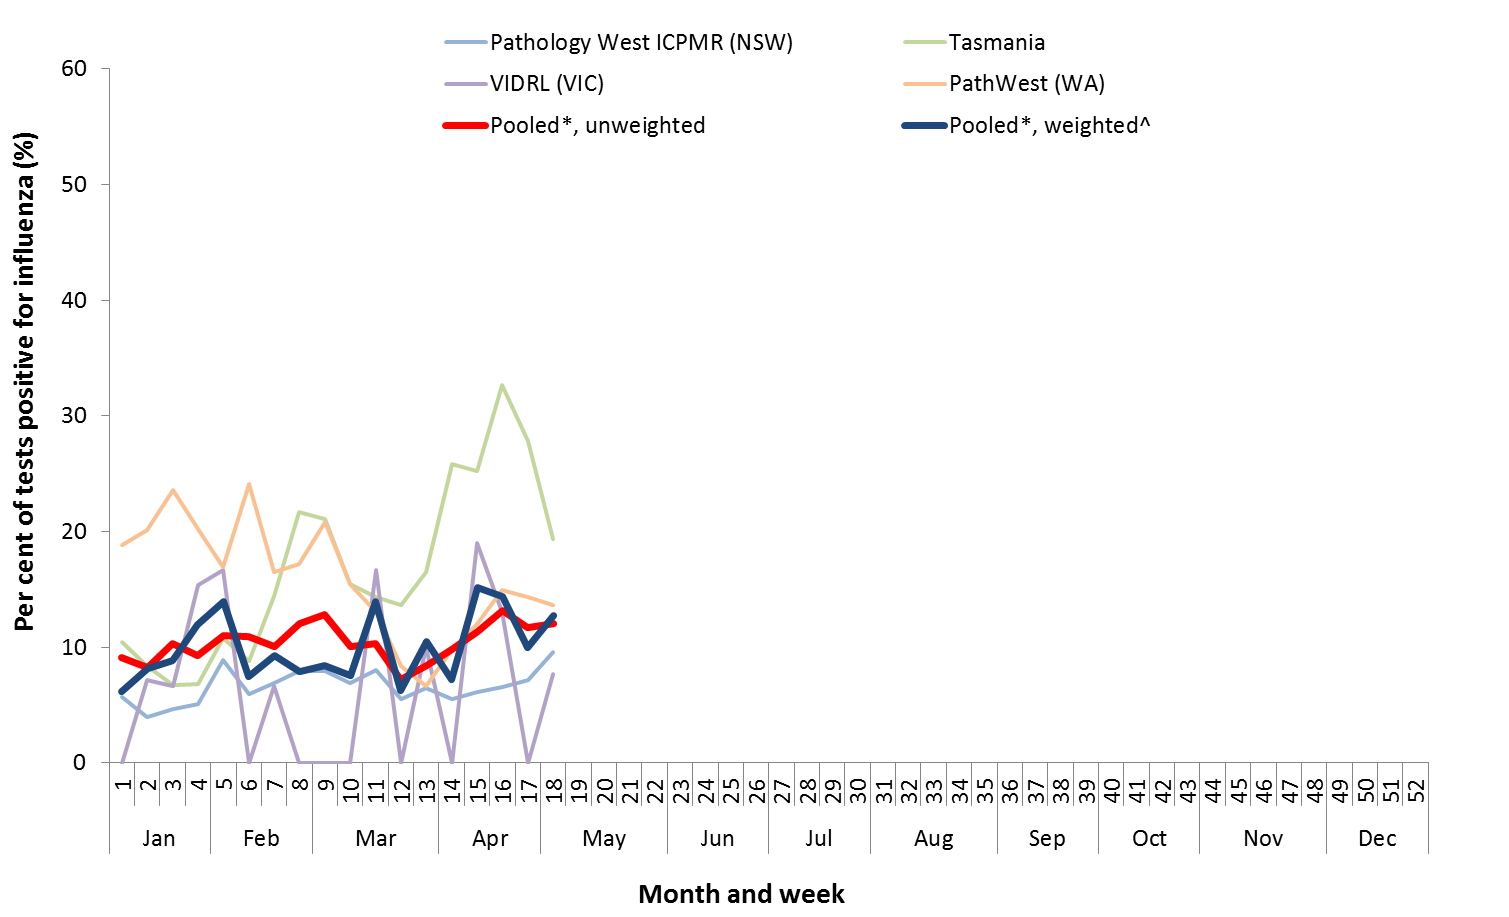 Pathology West ICPMR (NSW) Tasmania
VIDRL (VIC) PathWest (WA)
Pooled*, unweighted Pooled*, weighted^
Per cent of tests positive for influenza (%)
60
50
40
30
20
10
0
1 2 3 4 5 6 7 8 9 10 11 12 13 14 15 16 17 18 19 20 21 22 23 24 25 26 27 28 29 30 31 32 33 34 35 36 37 38 39 40 41 42 43 44 45 46 47 48 49 50 51 52
Jan Feb Mar Apr May Jun Jul Aug Sep Oct Nov Dec
Month and week